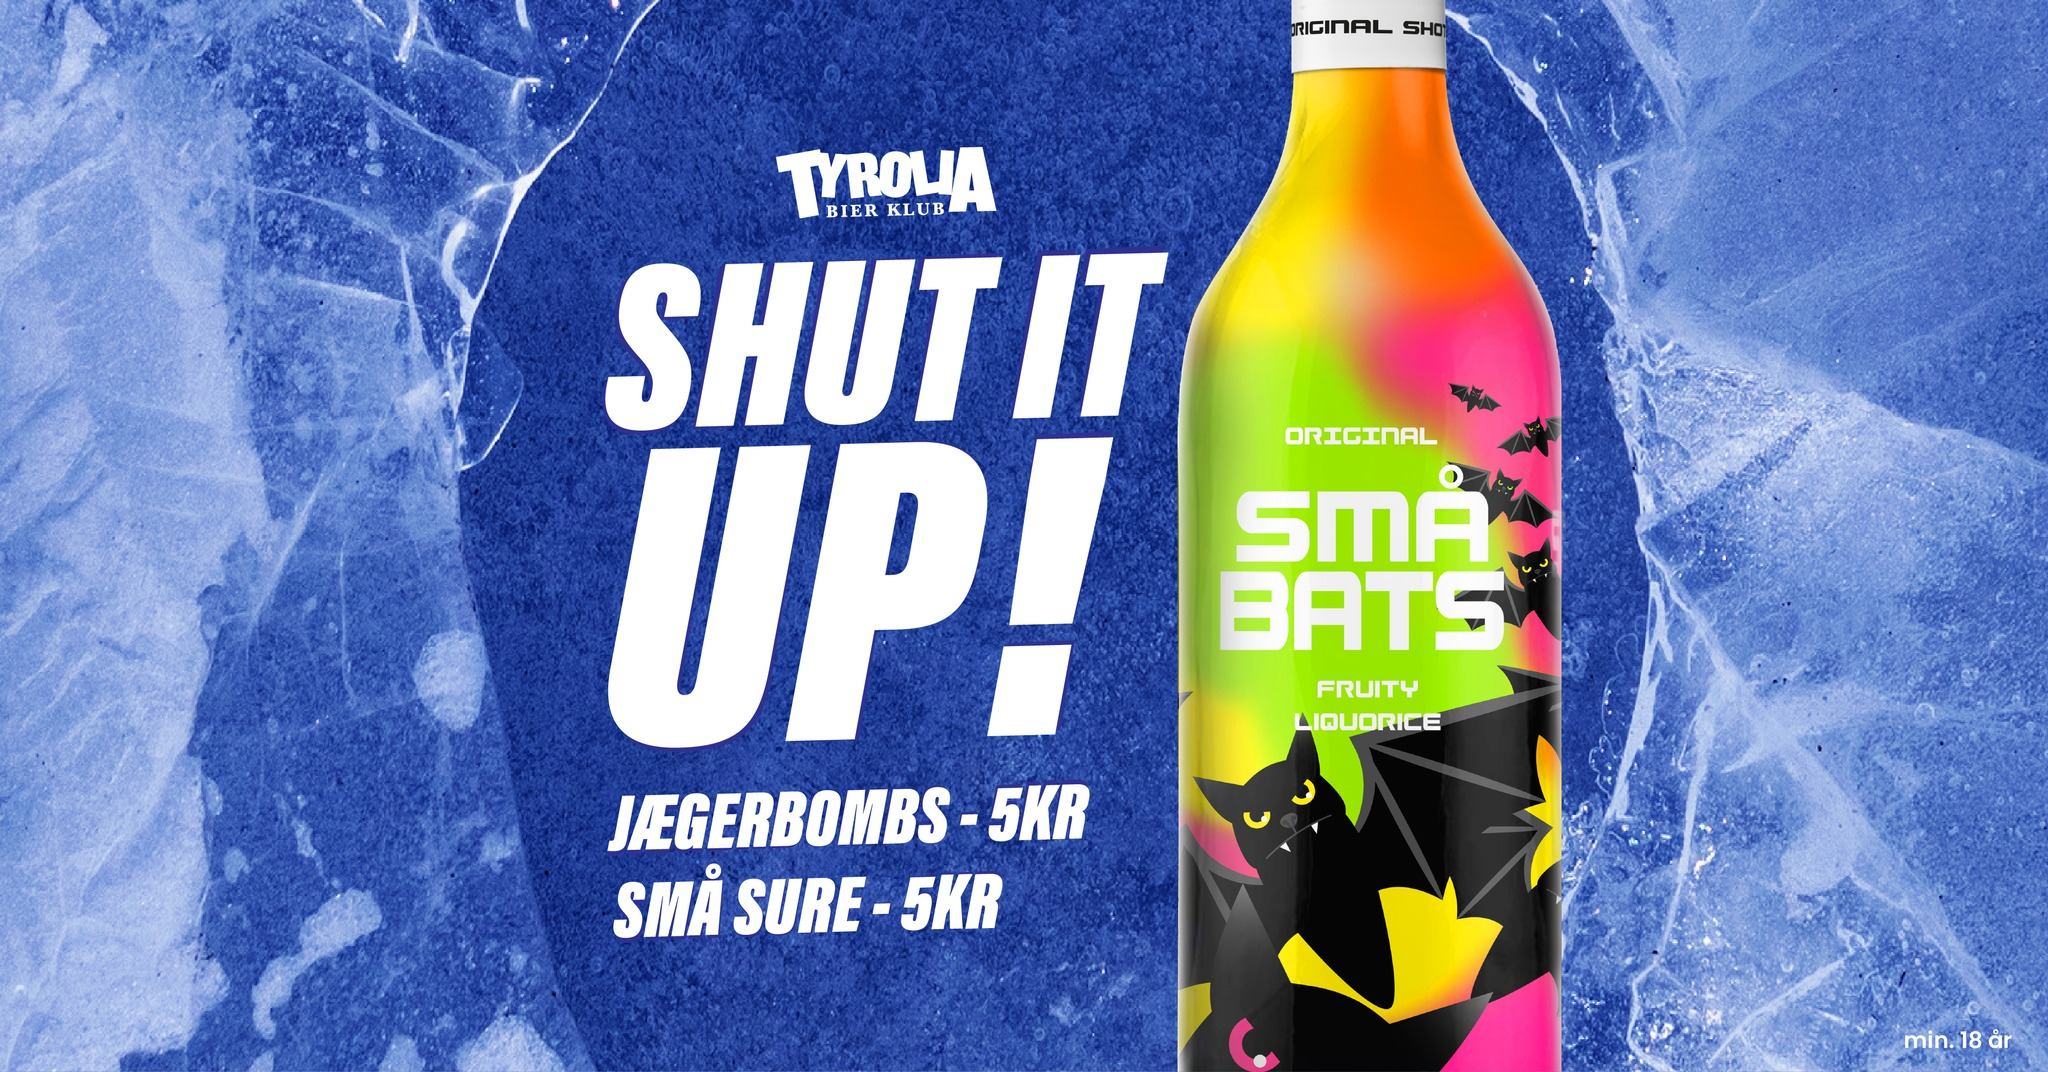 TYROLIA
BIER KLUB
SHUT IT
UP!
JÆGERBOMBS - 5KR
SMÅ SURE - 5KR
ORIGINAL SHOT
ORIGINAL
SMÅ
BATS
FRUITY
LIQUORICE
min. 18 år